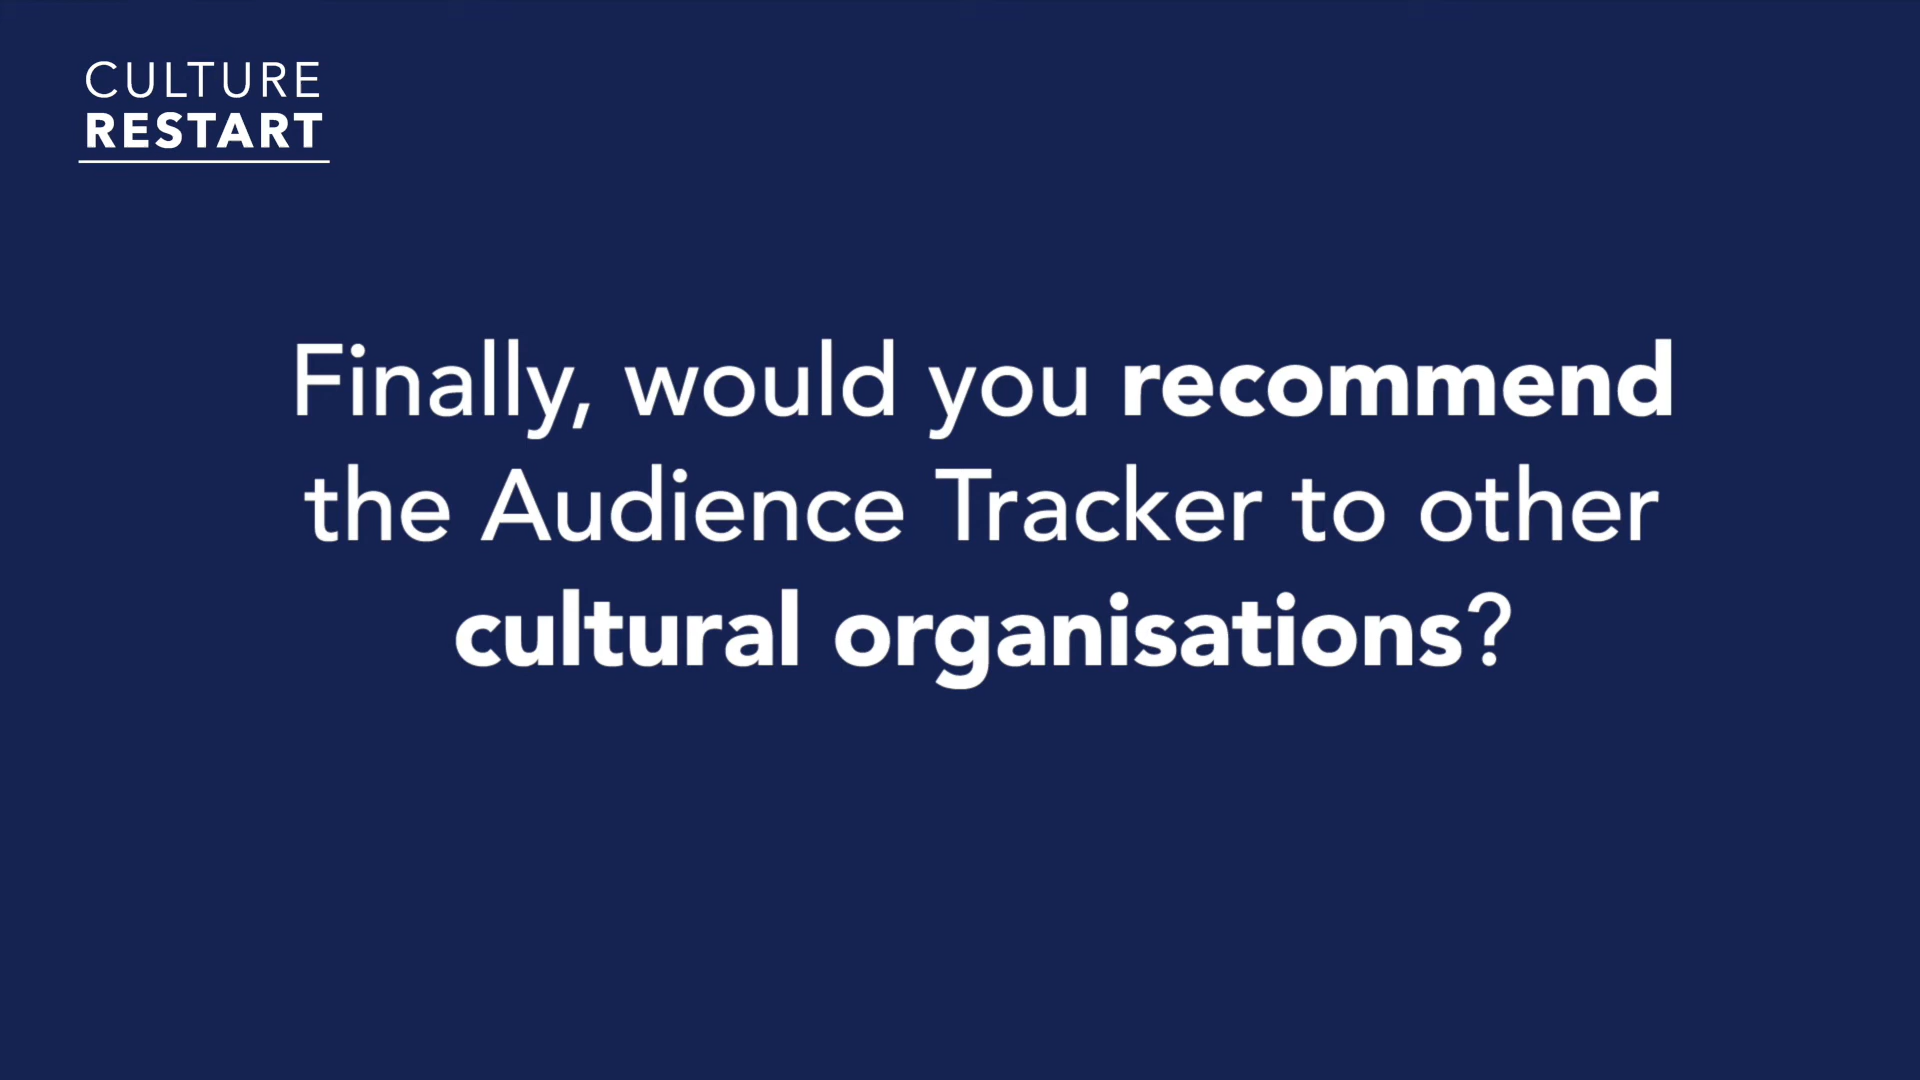 CULTURE
RESTART
Finally, would you recommend
the Audience Tracker to other
cultural organisations?